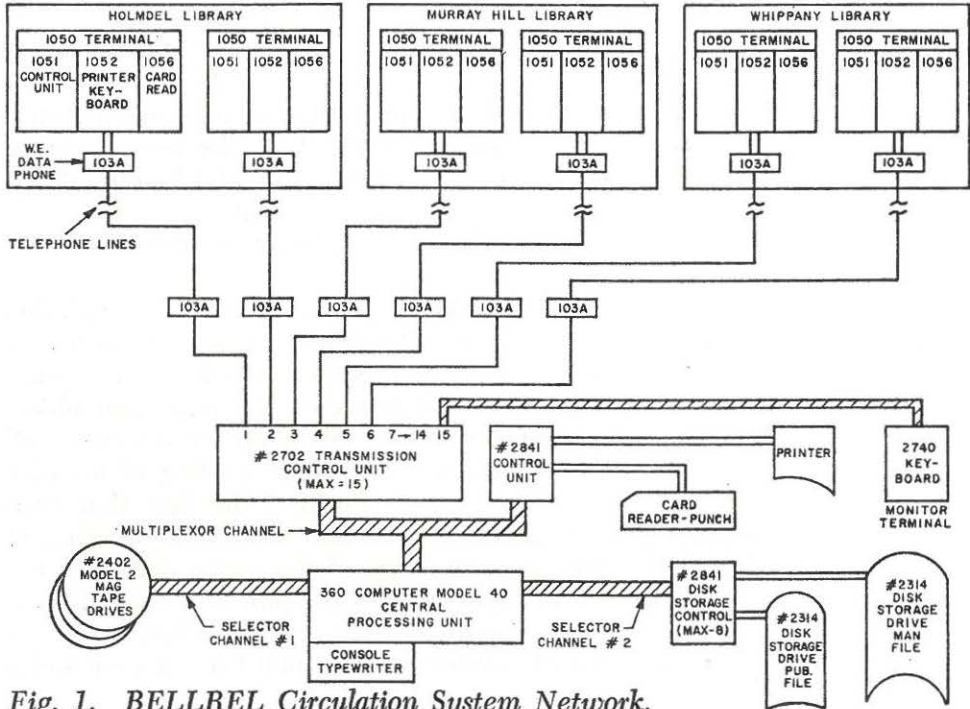 HOLMDEL LIBRARY
1050 TERMINAL
1051 CONTROL UNIT
1052 PRINTER KEY-BOARD
1056 CARD READ
1050 TERMINAL
1051
1052
1056
103A
103A
W.E. DATA PHONE
MURRAY HILL LIBRARY
1050 TERMINAL
1051
1052
1056
1050 TERMINAL
1051
1052
1056
103A
103A
WHIPPANY LIBRARY
1050 TERMINAL
1051
1052
1056
1050 TERMINAL
1051
1052
1056
103A
103A
TELEPHONE LINES
103A
103A
103A
103A
103A
103A
1 2 3 4 5 6 7→14 15
#2702 TRANSMISSION
CONTROL UNIT
(MAX=15)
#2841
CONTROL
UNIT
PRINTER
CARD
READER-PUNCH
2740
KEY-
BOARD
MONITOR
TERMINAL
MULTIPLEXOR CHANNEL
#2402
MODEL 2
MAG
TAPE
DRIVES
SELECTOR
CHANNEL #1
360 COMPUTER MODEL 40
CENTRAL
PROCESSING UNIT
CONSOLE
TYPEWRITER
SELECTOR
CHANNEL #2
#2841
DISK
STORAGE
CONTROL
(MAX-8)
#2314
DISK
STORAGE
DRIVE
PUB.
FILE
#2314
DISK
STORAGE
DRIVE MAN
FILE
Fig. 1. BELLREL Circulation System Network.